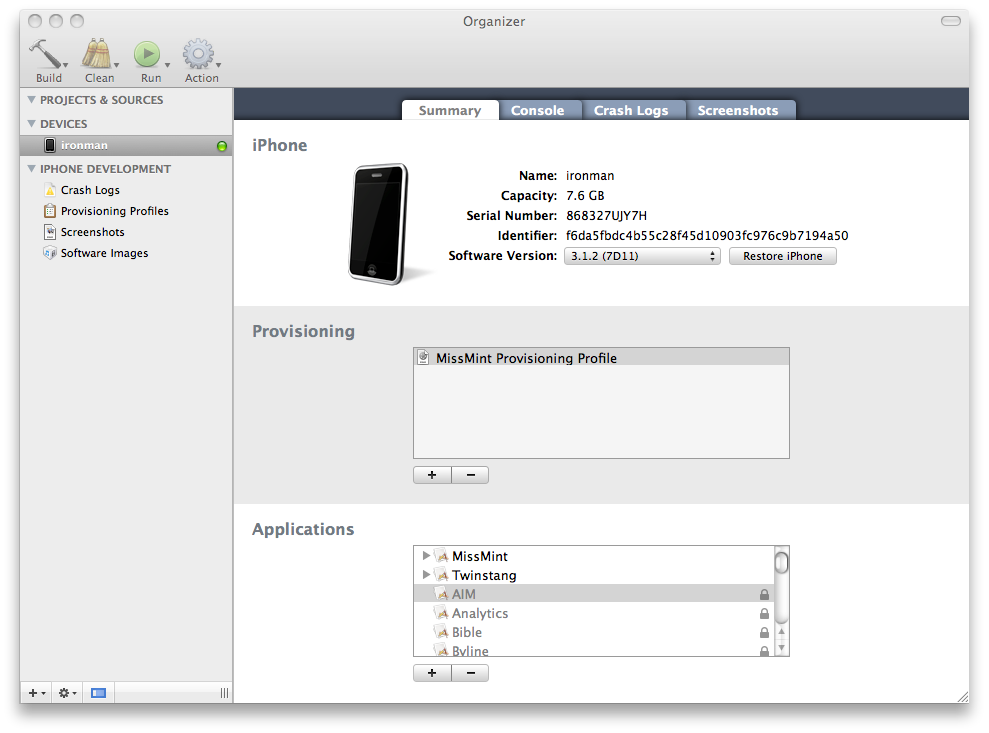 Organizer
Build Clean Run Action
PROJECTS & SOURCES
DEVICES
ironman
IPHONE DEVELOPMENT
Crash Logs
Provisioning Profiles
Screenshots
Software Images
Summary Console Crash Logs Screenshots
iPhone
Name: ironman
Capacity: 7.6 GB
Serial Number: 868327UJY7H
Identifier: f6da5fbdc4b55c28f45d10903fc976c9b7194a50
Software Version: 3.1.2 (7D11) Restore iPhone
Provisioning
MissMint Provisioning Profile
Applications
MissMint
Twinstang
AIM
Analytics
Bible
Byline